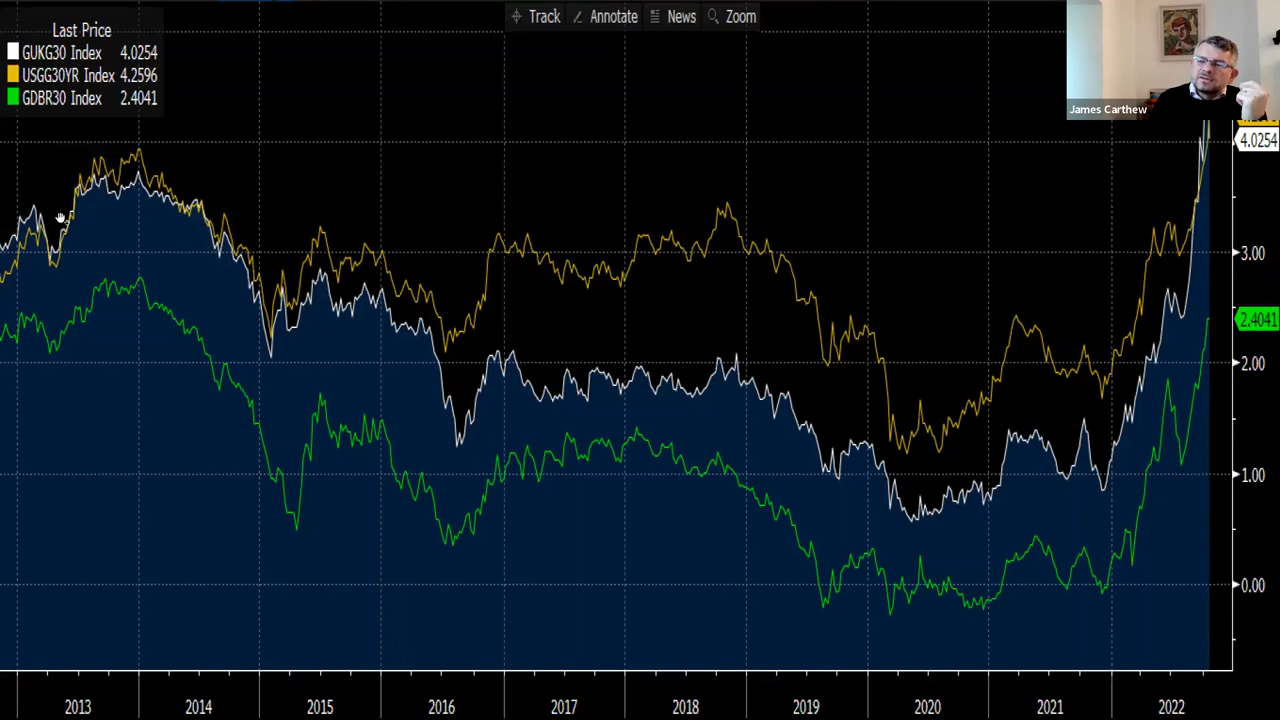 Track Annotate News Zoom
Last Price
GUKG30 Index 4.0254
USGG30YR Index 4.2596
GDBR30 Index 2.4041
James Carthew
4.0254
3.00
2.4041
2.00
1.00
0.00
2013 2014 2015 2016 2017 2018 2019 2020 2021 2022